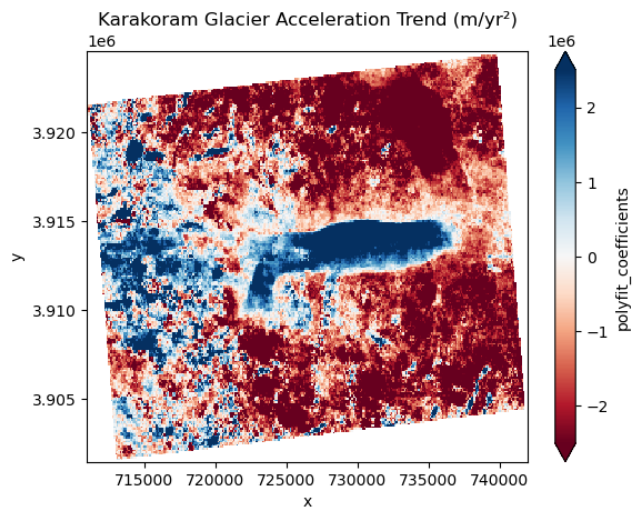 Karakoram Glacier Acceleration Trend (m/yr²)
1e6
1e6
3.920
3.915
3.910
3.905
y
715000 720000 725000 730000 735000 740000
x
2
1
0
−1
−2
polyfit_coefficients